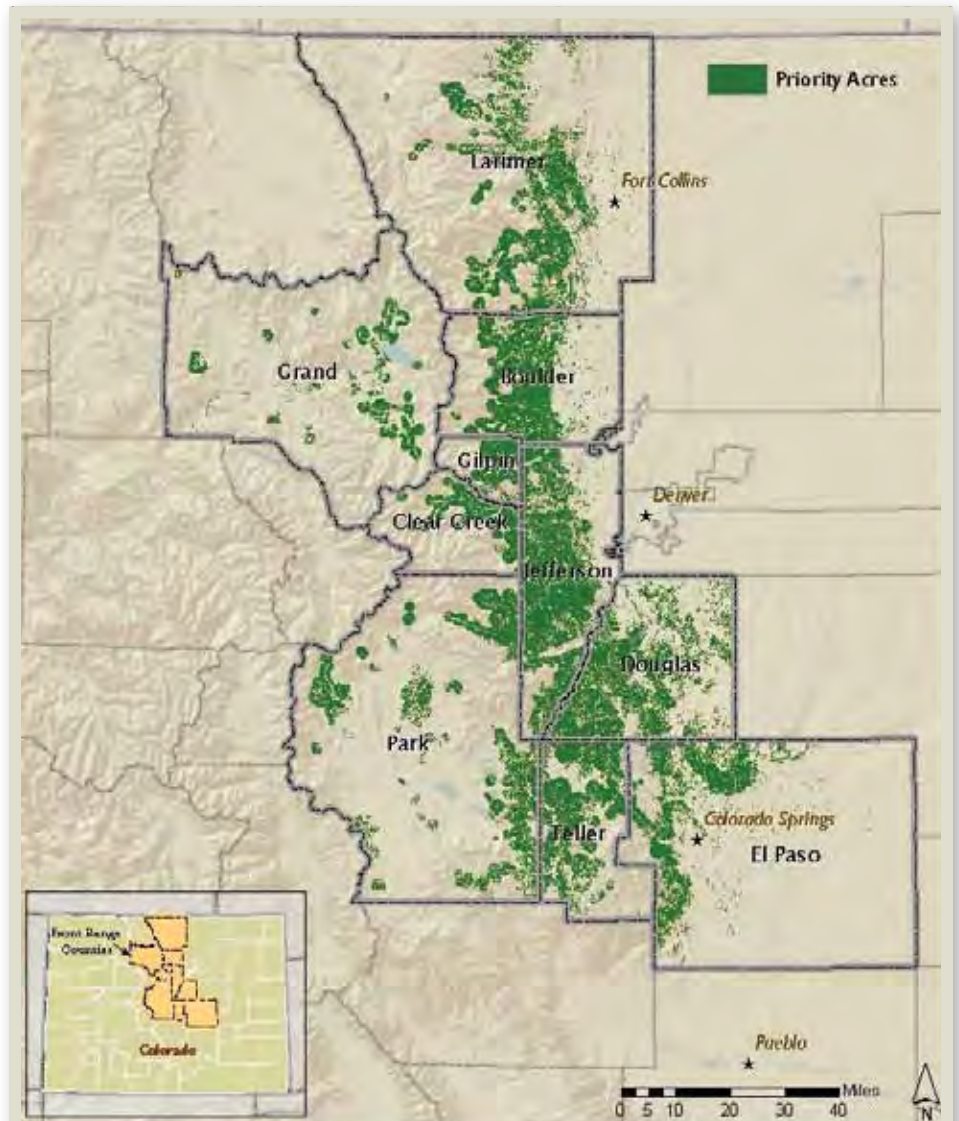 Priority Acres
Larimer
Fort Collins
Grand
Boulder
Gilpin
Denver
Clear Creek
Jefferson
Douglas
Park
Colorado Springs
Teller
El Paso
Front Range
Counties
Colorado
Pueblo
Miles
0 5 10 20 30 40
N